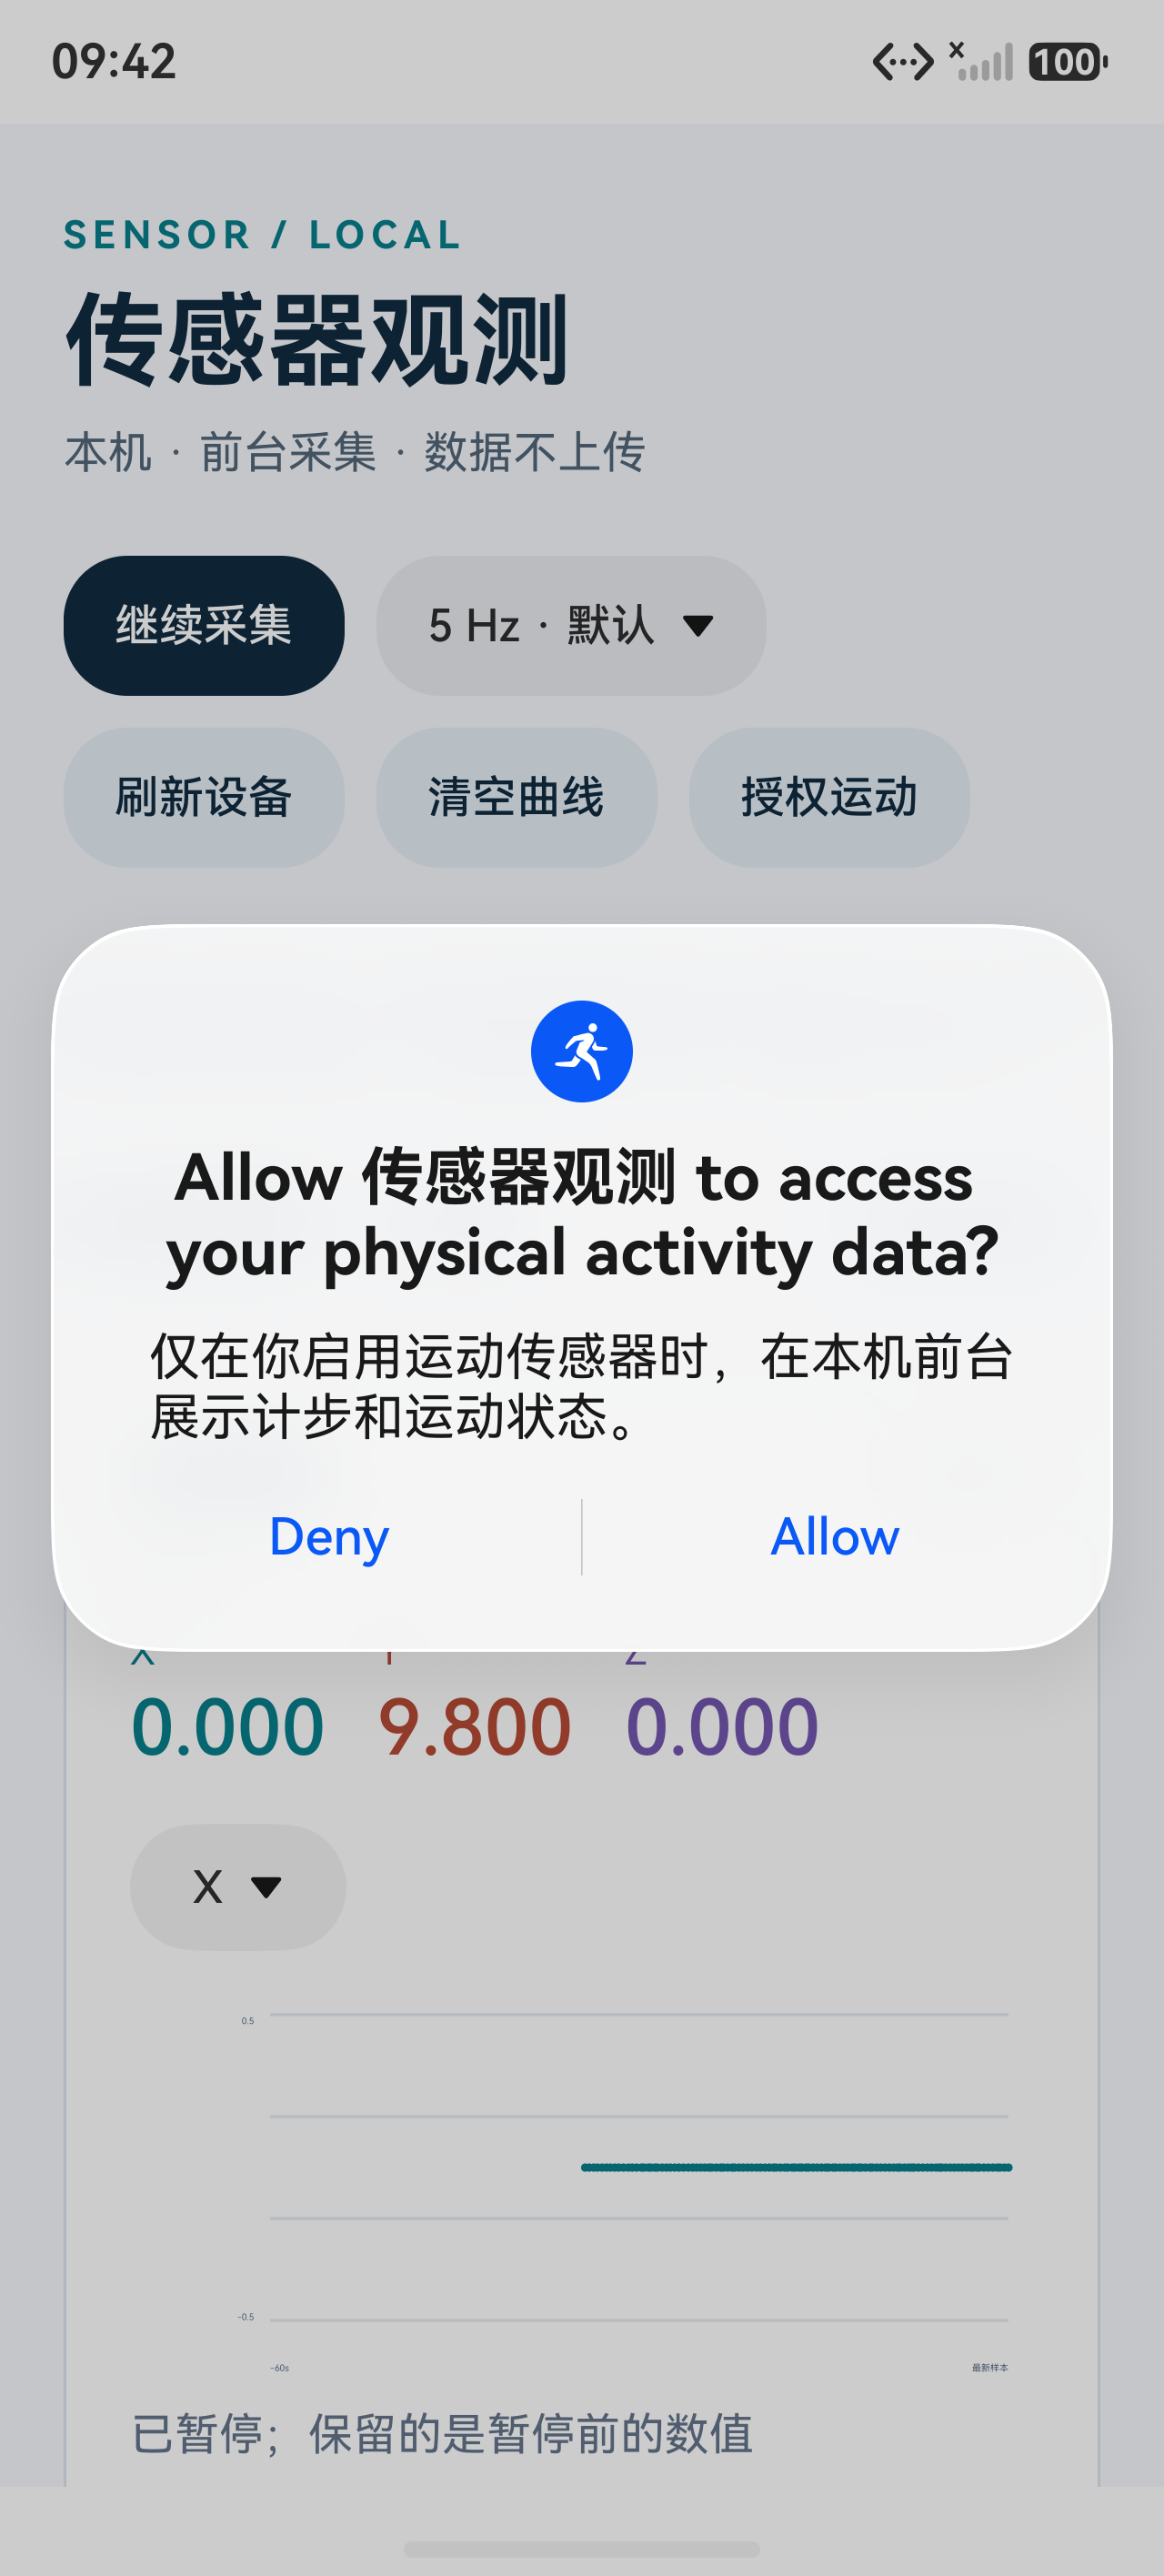 09:42
100
SENSOR / LOCAL
传感器观测
本机 · 前台采集 · 数据不上传
继续采集
5 Hz · 默认
刷新设备
清空曲线
授权运动
Allow 传感器观测 to access
your physical activity data?
仅在你启用运动传感器时，在本机前台
展示计步和运动状态。
Deny
Allow
0.000
9.800
0.000
X
0.5
-0.5
-60s
最新样本
已暂停；保留的是暂停前的数值